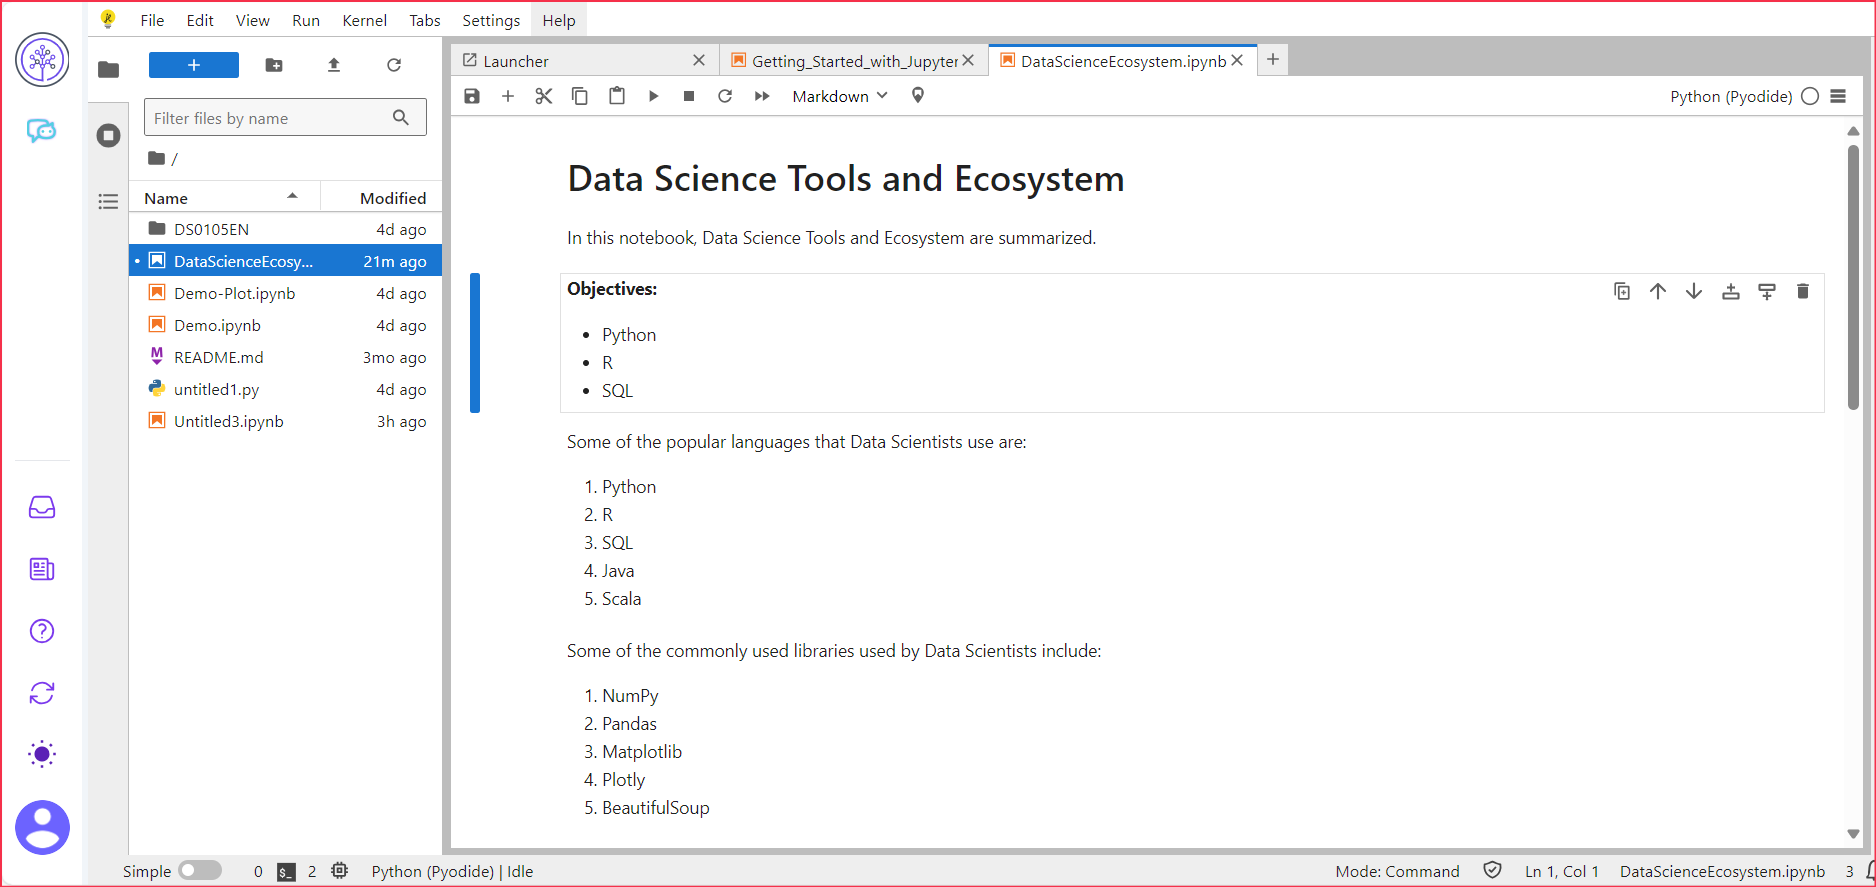 File Edit View Run Kernel Tabs Settings Help
Launcher
Getting_Started_with_Jupyter
DataScienceEcosystem.ipynb
Markdown
Python (Pyodide)
Filter files by name
/
Name Modified
DS0105EN 4d ago
DataScienceEcosy... 21m ago
Demo-Plot.ipynb 4d ago
Demo.ipynb 4d ago
README.md 3mo ago
untitled1.py 4d ago
Untitled3.ipynb 3h ago
Data Science Tools and Ecosystem
In this notebook, Data Science Tools and Ecosystem are summarized.
Objectives:
• Python
• R
• SQL
Some of the popular languages that Data Scientists use are:
1. Python
2. R
3. SQL
4. Java
5. Scala
Some of the commonly used libraries used by Data Scientists include:
1. NumPy
2. Pandas
3. Matplotlib
4. Plotly
5. BeautifulSoup
Simple 0 $_ 2 Python (Pyodide) | Idle Mode: Command Ln 1, Col 1 DataScienceEcosystem.ipynb 3